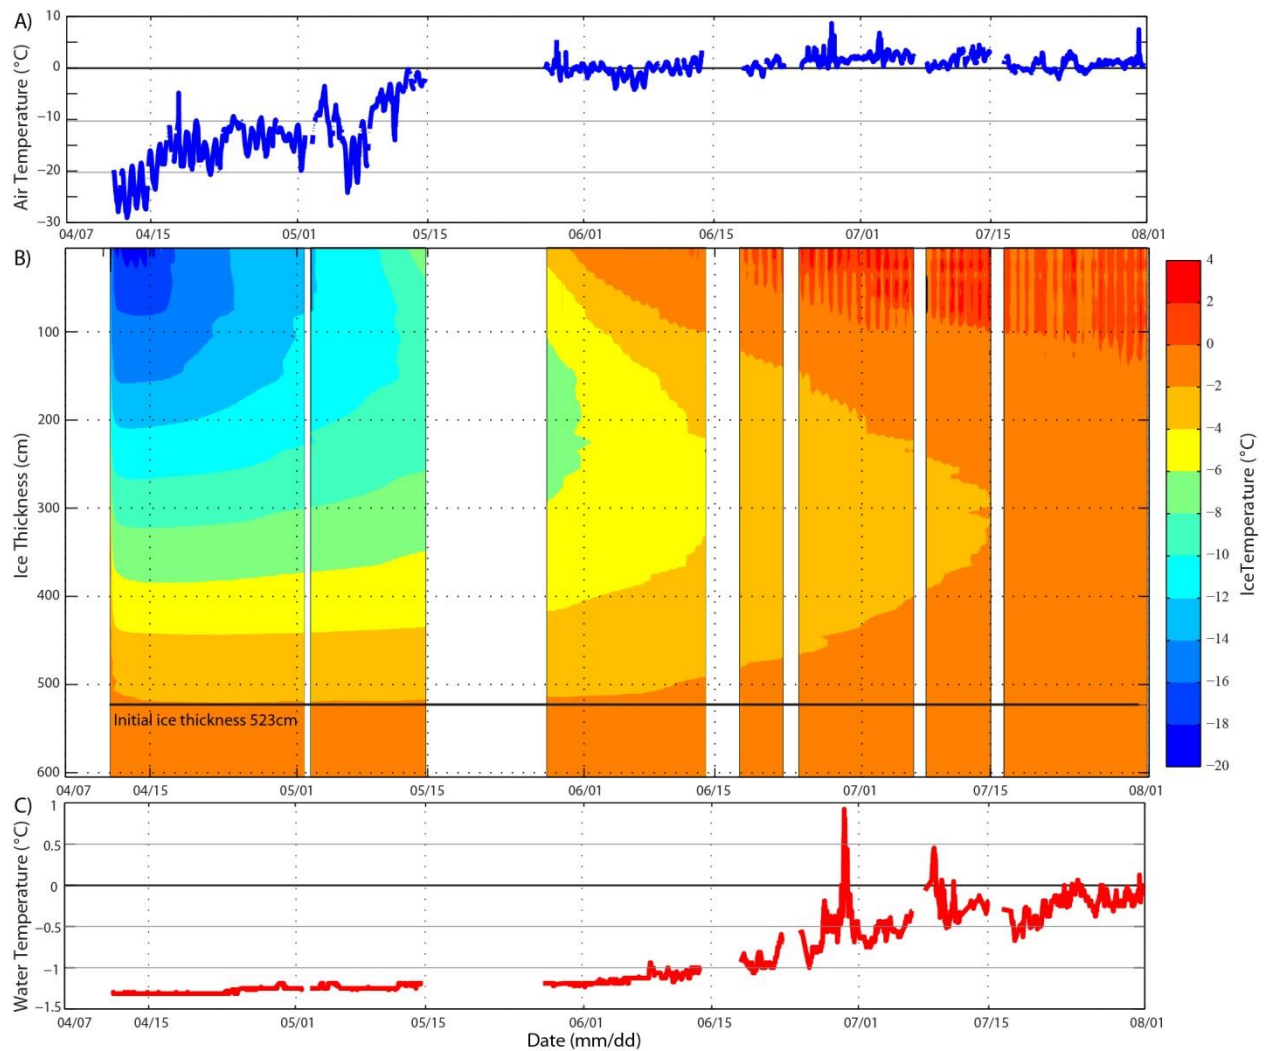 A)
Air Temperature (°C)
10
0
−10
−20
−30
04/07 04/15 05/01 05/15 06/01 06/15 07/01 07/15 08/01
B)
Ice Thickness (cm)
100
200
300
400
500
600
Initial ice thickness 523cm
04/07 04/15 05/01 05/15 06/01 06/15 07/01 07/15 08/01
4
2
0
−2
−4
−6
−8
−10
−12
−14
−16
−18
−20
IceTemperature (°C)
C)
Water Temperature (°C)
1
0.5
0
−0.5
−1
−1.5
04/07 04/15 05/01 05/15 06/01 06/15 07/01 07/15 08/01
Date (mm/dd)